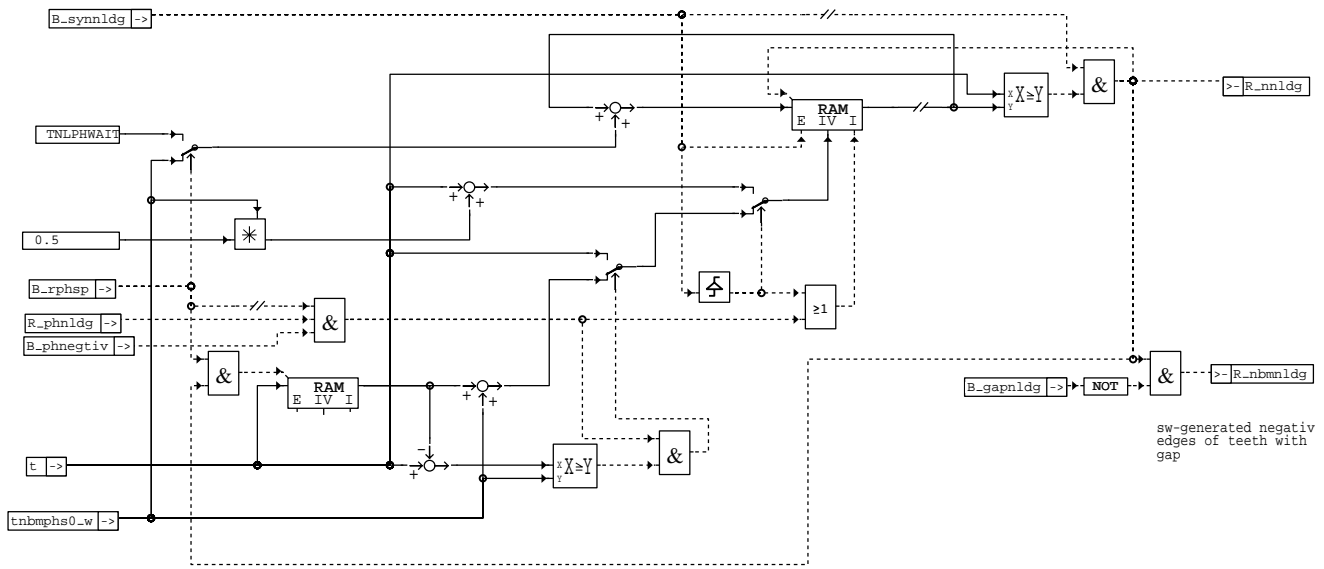 B_synnldg ->
& >- R_nnldg
X X≥Y
Y
RAM
E IV I
+ +
TNLPHWAIT
+ +
0.5
B_rphsp ->
R_phnldg -> & ≥1
B_phnegtiv ->
&
RAM
E IV I
+ +
B_gapnldg -> NOT & >- R_nbmnldg
sw-generated negativ
edges of teeth with
gap
t -> + -
X X≥Y
Y
&
tnbmphs0_w ->